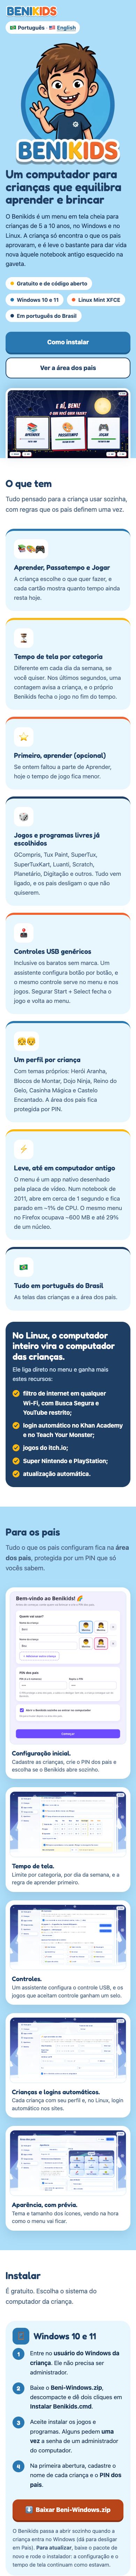 BENIKIDS
Português English
BENIKIDS
Um computador para
crianças que equilibra
aprender e brincar
O Benikids é um menu em tela cheia para
crianças de 5 a 10 anos, no Windows e no
Linux. A criança só encontra o que os pais
aprovaram, e é leve o bastante para dar vida
nova àquele notebook antigo esquecido na
gaveta.
Gratuito e de código aberto
Windows 10 e 11
Linux Mint XFCE
Em português do Brasil
Como instalar
Ver a área dos pais
E AÍ, BENI!
APRENDER
PASSATEMPO
JOGAR
O que tem
Tudo pensado para a criança usar sozinha,
com regras que os pais definem uma vez.
Aprender, Passatempo e Jogar
A criança escolhe o que quer fazer, e
cada cartão mostra quanto tempo ainda
resta hoje.
Tempo de tela por categoria
Diferente em cada dia da semana, se
você quiser. Nos últimos segundos, uma
contagem avisa a criança, e o próprio
Benikids fecha o jogo no fim do tempo.
Primeiro, aprender (opcional)
Se ontem faltou a parte de Aprender,
hoje o tempo de jogo fica menor.
Jogos e programas livres já
escolhidos
GCompris, Tux Paint, SuperTux,
SuperTuxKart, Luanti, Scratch,
Planetário, Digitação e outros. Tudo vem
ligado, e os pais desligam o que não
quiserem.
Controles USB genéricos
Inclusive os baratos sem marca. Um
assistente configura botão por botão, e
o mesmo controle serve no menu e nos
jogos. Segurar Start + Select fecha o
jogo e volta ao menu.
Um perfil por criança
Com temas próprios: Herói Aranha,
Blocos de Montar, Dojo Ninja, Reino do
Gelo, Casinha Mágica e Castelo
Encantado. A área dos pais fica
protegida por PIN.
Leve, até em computador antigo
O menu é um app nativo desenhado
pela placa de vídeo. Num notebook de
2011, abre em cerca de 1 segundo e fica
parado em ~1% de CPU. O mesmo menu
no Firefox ocupava ~600 MB e até 29%
de um núcleo.
Tudo em português do Brasil
As telas das crianças e a área dos pais.
No Linux, o computador
inteiro vira o computador
das crianças.
Ele liga direto no menu e ganha mais
estes recursos:
filtro de internet em qualquer
Wi-Fi, com Busca Segura e
YouTube restrito;
login automático no Khan Academy
e no Teach Your Monster;
jogos do itch.io;
Super Nintendo e PlayStation;
atualização automática.
Para os pais
Tudo o que os pais configuram fica na área
dos pais, protegida por um PIN que só
vocês sabem.
Bem-vindo ao Benikids!
Quem vai usar?
PIN dos pais
Começar
Configuração inicial.
Cadastre as crianças, crie o PIN dos pais e
escolha se o Benikids abre sozinho.
Tempo de tela.
Limite por categoria, por dia da semana, e a
regra de aprender primeiro.
Controles.
Um assistente configura o controle USB, e os
jogos que aceitam controle ganham um selo.
Crianças e logins automáticos.
Cada criança com seu perfil e, no Linux, login
automático nos sites.
Aparência, com prévia.
Tema e tamanho dos ícones, vendo na hora
como o menu vai ficar.
Instalar
É gratuito. Escolha o sistema do
computador da criança.
Windows 10 e 11
1 Entre no usuário do Windows da
criança. Ele não precisa ser
administrador.
2 Baixe o Beni-Windows.zip,
descompacte e dê dois cliques em
Instalar Benikids.cmd.
3 Aceite instalar os jogos e
programas. Alguns pedem uma
vez a senha de um administrador
do computador.
4 Na primeira abertura, cadastre o
nome de cada criança e o PIN dos
pais.
Baixar Beni-Windows.zip
O Benikids passa a abrir sozinho quando a
criança entra no Windows (dá para desligar
em Pais). Para atualizar, baixe o pacote de
novo e rode o instalador: a configuração e o
tempo de tela continuam como estavam.